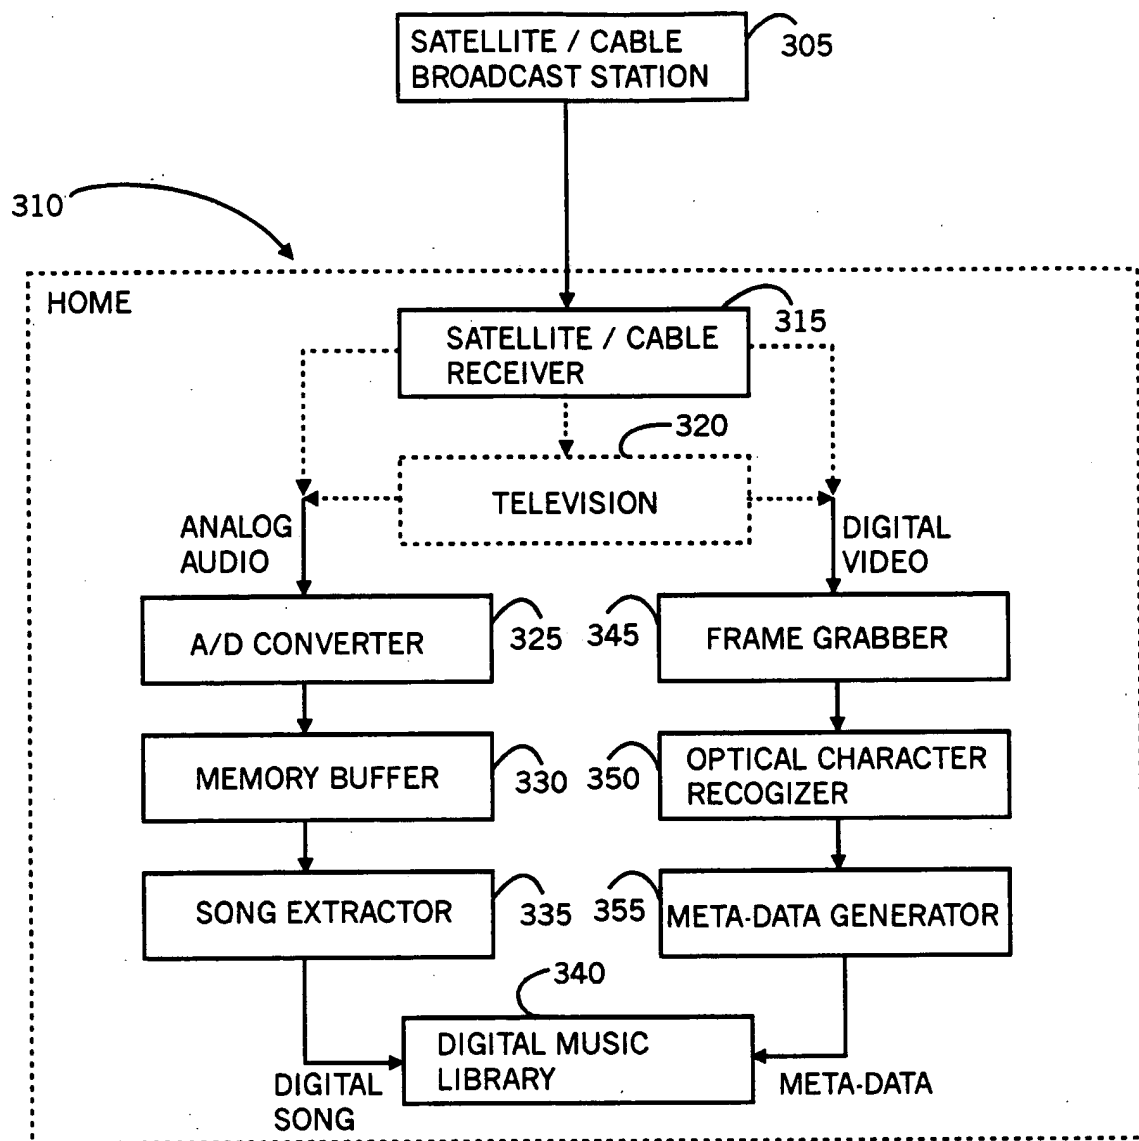 SATELLITE / CABLE
BROADCAST STATION
305
310
HOME
SATELLITE / CABLE
RECEIVER
315
320
TELEVISION
ANALOG
AUDIO
DIGITAL
VIDEO
A/D CONVERTER
325
345
FRAME GRABBER
MEMORY BUFFER
330
350
OPTICAL CHARACTER
RECOGIZER
SONG EXTRACTOR
335
355
META-DATA GENERATOR
340
DIGITAL MUSIC
LIBRARY
DIGITAL
SONG
META-DATA